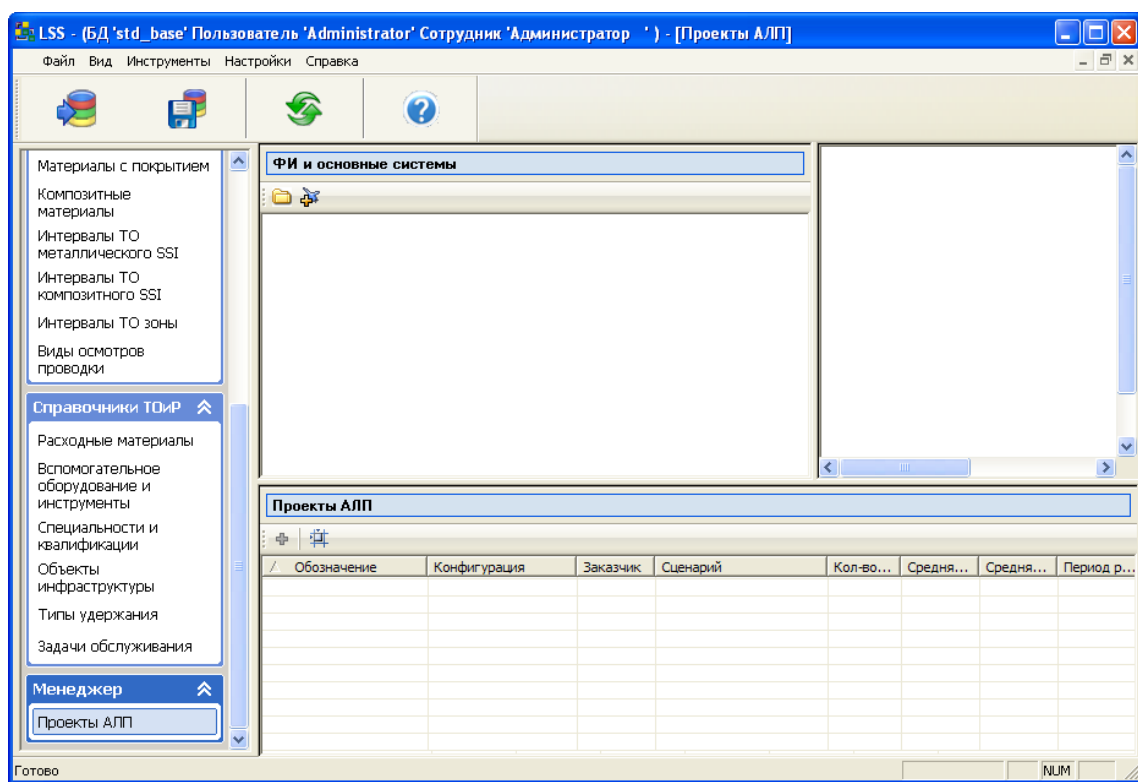 LSS - (БД 'std_base' Пользователь 'Administrator' Сотрудник 'Администратор   ' ) - [Проекты АЛП]
Файл Вид Инструменты Настройки Справка
Материалы с покрытием
Композитные
материалы
Интервалы ТО
металлического SSI
Интервалы ТО
композитного SSI
Интервалы ТО зоны
Виды осмотров
проводки
Справочники ТОиР
Расходные материалы
Вспомогательное
оборудование и
инструменты
Специальности и
квалификации
Объекты
инфраструктуры
Типы удержания
Задачи обслуживания
Менеджер
Проекты АЛП
ФИ и основные системы
Проекты АЛП
Обозначение Конфигурация Заказчик Сценарий Кол-во... Средня... Средня... Период р...
Готово NUM